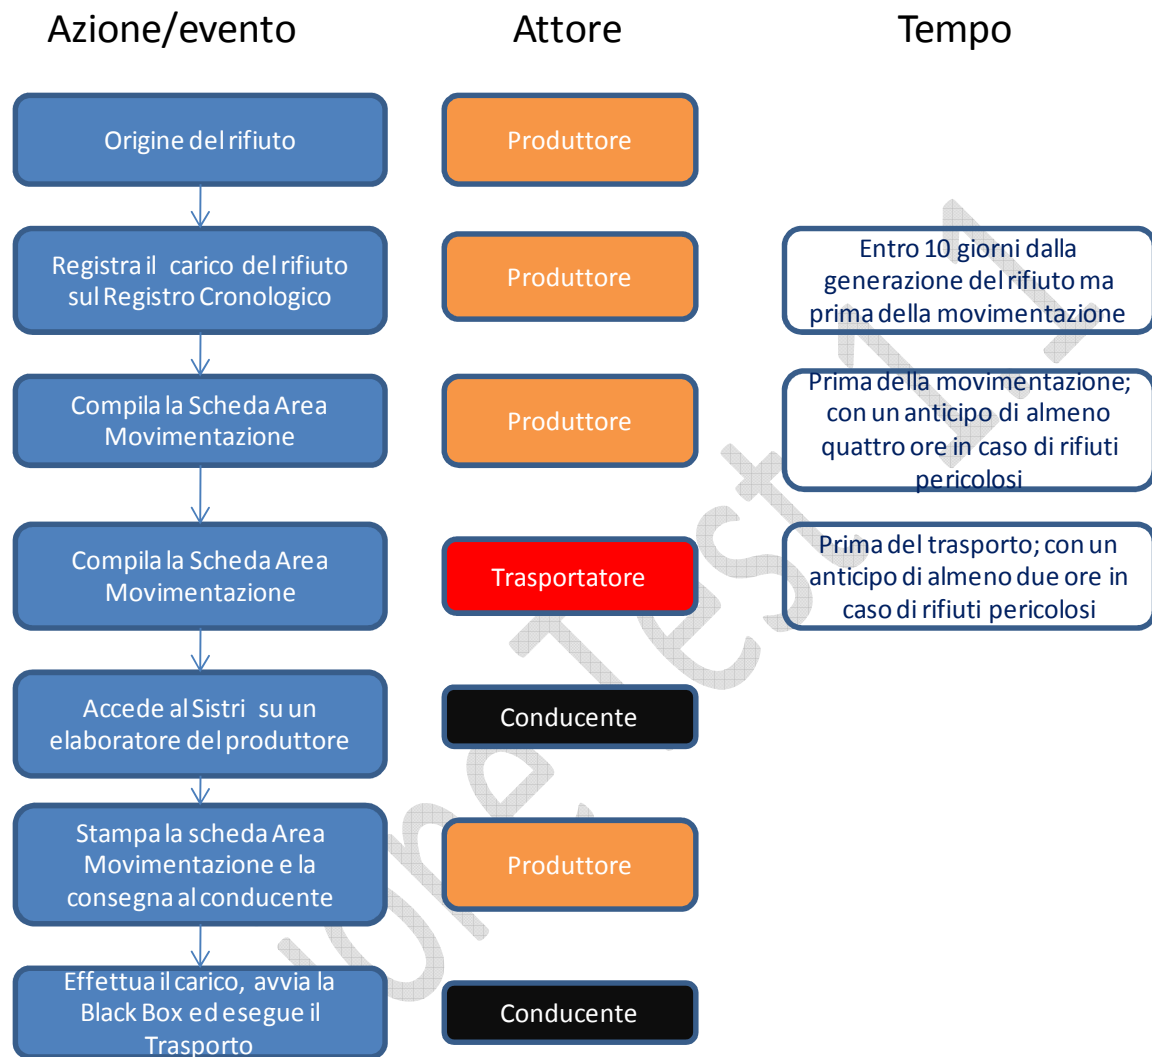 Azione/evento Attore Tempo
Origine del rifiuto
Produttore
Registra il carico del rifiuto
sul Registro Cronologico
Produttore
Entro 10 giorni dalla
generazione del rifiuto ma
prima della movimentazione
Compila la Scheda Area
Movimentazione
Produttore
Prima della movimentazione;
con un anticipo di almeno
quattro ore in caso di rifiuti
pericolosi
Compila la Scheda Area
Movimentazione
Trasportatore
Prima del trasporto; con un
anticipo di almeno due ore in
caso di rifiuti pericolosi
Accede al Sistri su un
elaboratore del produttore
Conducente
Stampa la scheda Area
Movimentazione e la
consegna al conducente
Produttore
Effettua il carico, avvia la
Black Box ed esegue il
Trasporto
Conducente
Test 1.1